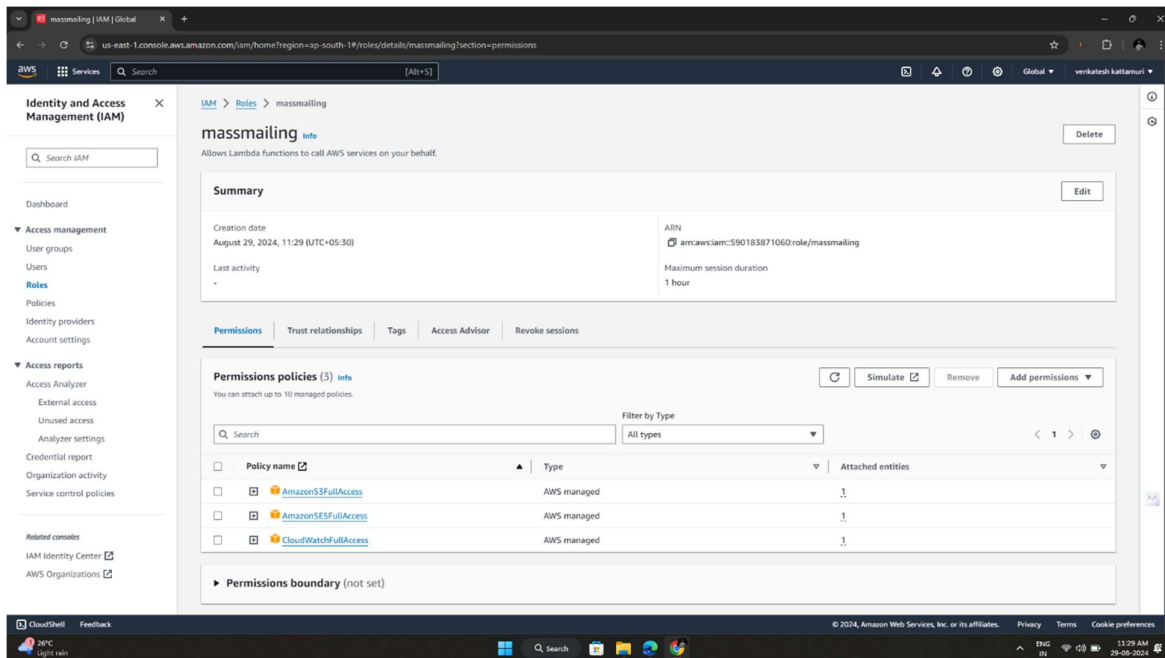 massmailing | IAM | Global
us-east-1.console.aws.amazon.com/iam/home?region=ap-south-1#/roles/details/massmailing?section=permissions
aws Services Search [Alt+S] Global venkatesh kattamuri
Identity and Access
Management (IAM)
Search IAM
Dashboard
Access management
User groups
Users
Roles
Policies
Identity providers
Account settings
Access reports
Access Analyzer
External access
Unused access
Analyzer settings
Credential report
Organization activity
Service control policies
Related consoles
IAM Identity Center
AWS Organizations
IAM > Roles > massmailing
massmailing Info
Delete
Allows Lambda functions to call AWS services on your behalf.
Summary
Edit
Creation date
August 29, 2024, 11:29 (UTC+05:30)
ARN
arn:aws:iam::590183871060:role/massmailing
Last activity
-
Maximum session duration
1 hour
Permissions Trust relationships Tags Access Advisor Revoke sessions
Permissions policies (3) Info
You can attach up to 10 managed policies.
Simulate Remove Add permissions
Filter by Type
Search All types
1
Policy name Type Attached entities
AmazonS3FullAccess AWS managed 1
AmazonSESFullAccess AWS managed 1
CloudWatchFullAccess AWS managed 1
Permissions boundary (not set)
CloudShell Feedback © 2024, Amazon Web Services, Inc. or its affiliates. Privacy Terms Cookie preferences
1
26°C
Light rain
Search
ENG
IN
11:29 AM
29-08-2024